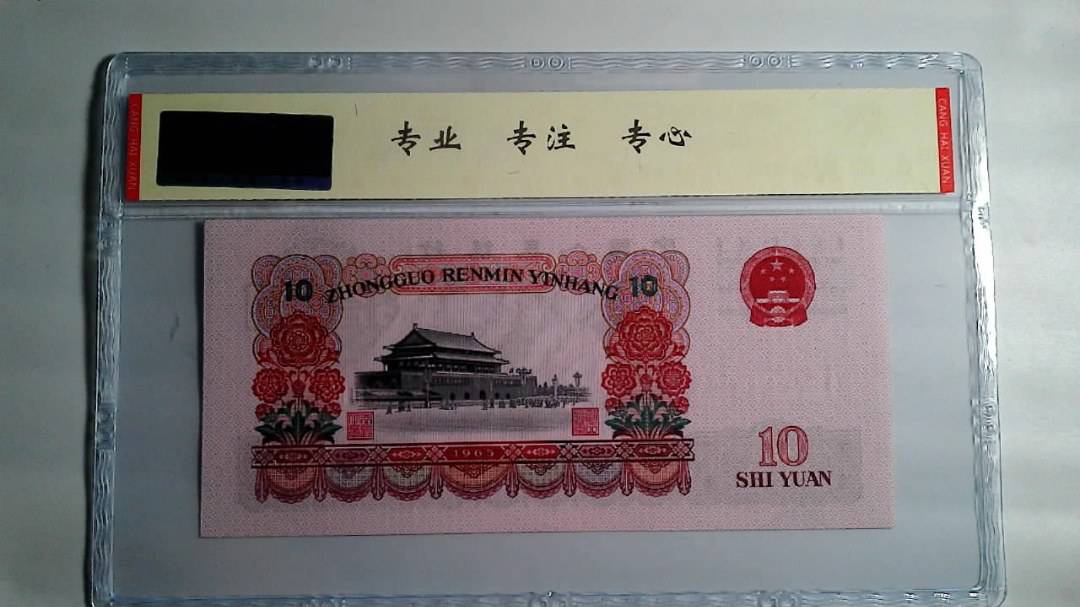 CANG HAI XUAN
专业 专注 专心
CANG HAI XUAN
ZHONGGUO RENMIN YINHANG
10
10
1965
10
SHI YUAN